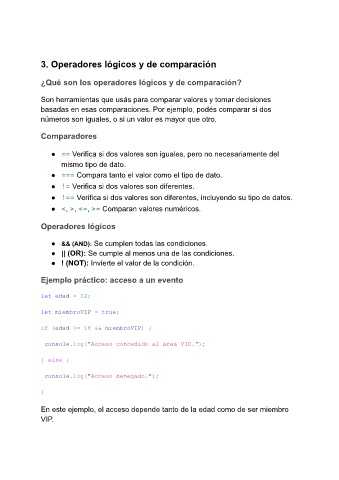 3. Operadores lógicos y de comparación
¿Qué son los operadores lógicos y de comparación?
Son herramientas que usás para comparar valores y tomar decisiones
basadas en esas comparaciones. Por ejemplo, podés comparar si dos
números son iguales, o si un valor es mayor que otro.
Comparadores
● == Verifica si dos valores son iguales, pero no necesariamente del
mismo tipo de dato.
● === Compara tanto el valor como el tipo de dato.
● != Verifica si dos valores son diferentes.
● !== Verifica si dos valores son diferentes, incluyendo su tipo de datos.
● <, >, <=, >= Comparan valores numéricos.
Operadores lógicos
● && (AND): Se cumplen todas las condiciones.
● || (OR): Se cumple al menos una de las condiciones.
● ! (NOT): Invierte el valor de la condición.
Ejemplo práctico: acceso a un evento
let edad = 22;
let miembroVIP = true;
if (edad >= 18 && miembroVIP) {
console.log("Acceso concedido al área VIP.");
} else {
console.log("Acceso denegado.");
}
En este ejemplo, el acceso depende tanto de la edad como de ser miembro
VIP.